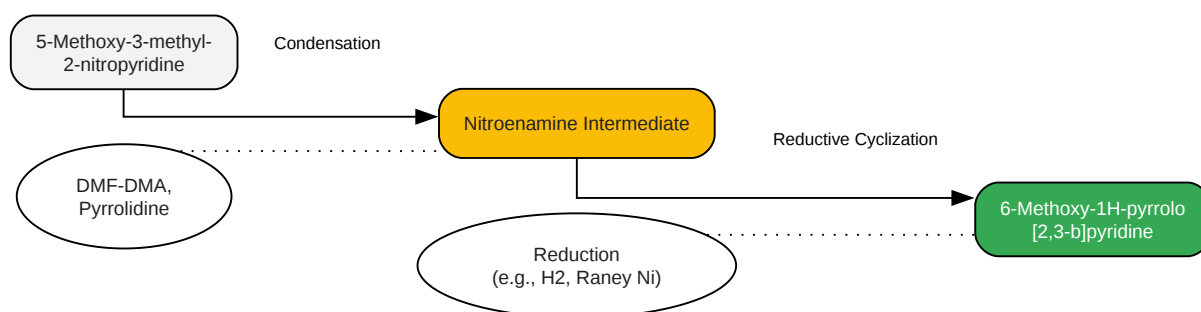 5-Methoxy-3-methyl-
2-nitropyridine
Condensation
Nitroenamine Intermediate
DMF-DMA,
Pyrrolidine
Reductive Cyclization
6-Methoxy-1H-pyrrolo
[2,3-b]pyridine
Reduction
(e.g., H2, Raney Ni)